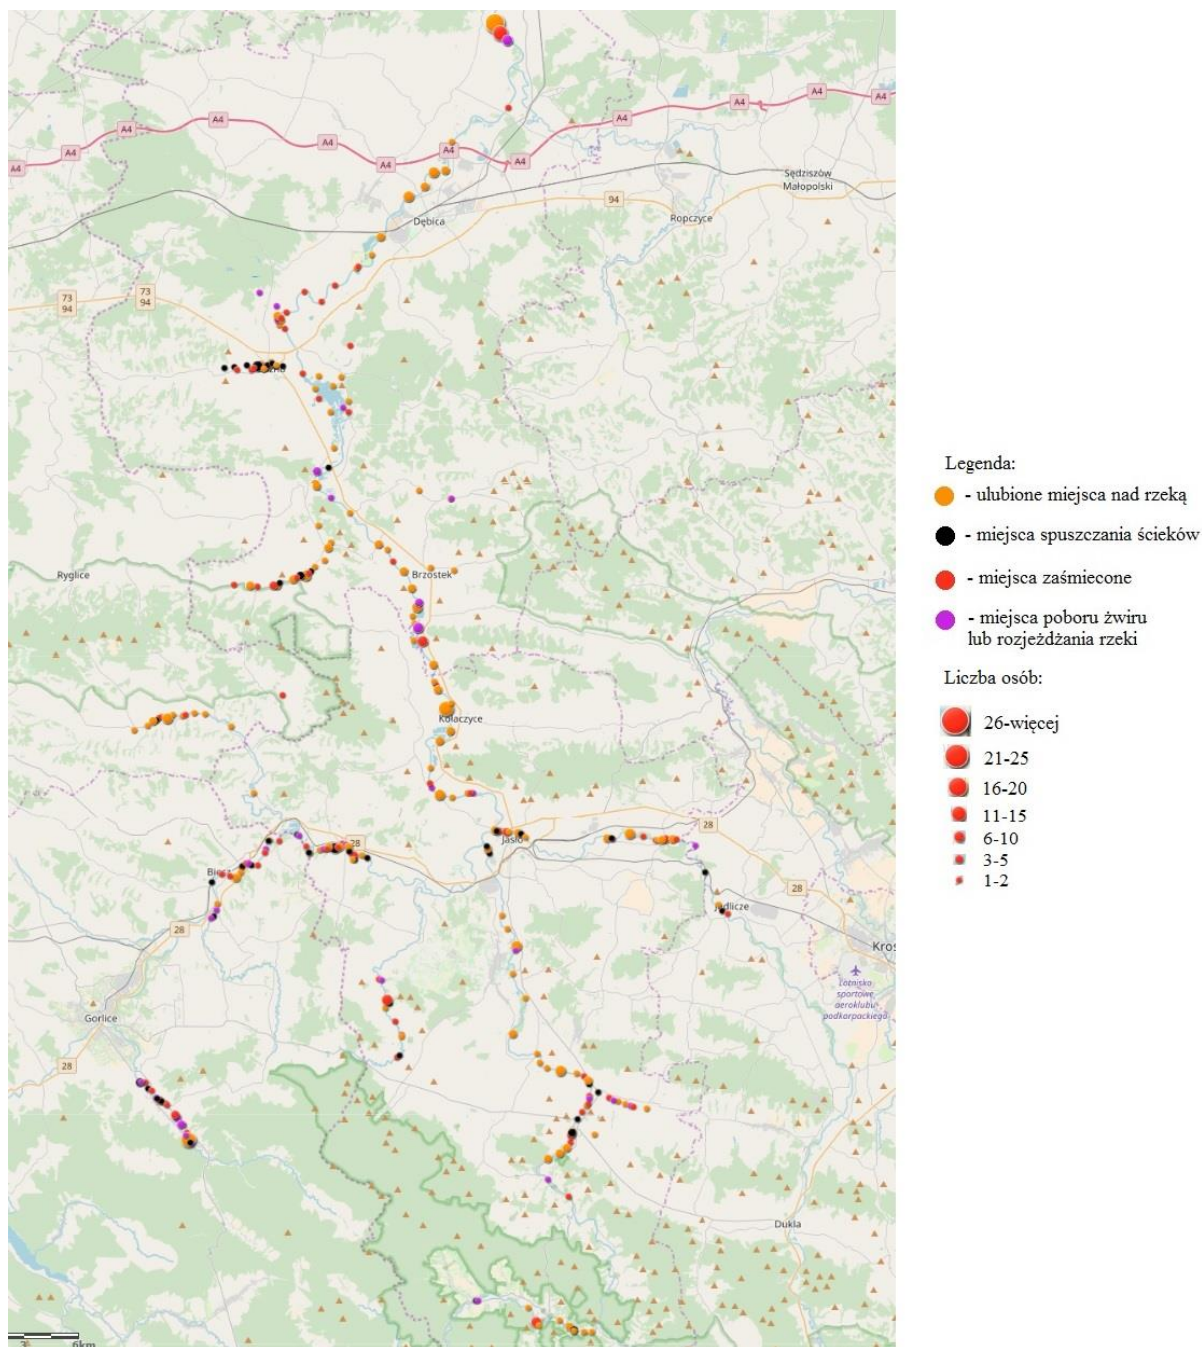 A4
A4
A4
A4
A4
A4
A4
A4
A4
A4
A4
Sędziszów
Małopolski
94
Ropczyce
Dębica
73
94
73
94
Legenda:
- ulubione miejsca nad rzeką
- miejsca spuszczania ścieków
- miejsca zaśmiecone
- miejsca poboru żwiru
lub rozjeżdżania rzeki
Liczba osób:
26-więcej
21-25
16-20
11-15
6-10
3-5
1-2
Ryglice
Brzostek
Kołaczyce
28
28
Jasło
Biecz
28
Jedlicze
28
Kros
Lotnisko
sportowe
aeroklubu
podkarpackiego
Gorlice
28
Dukla
3
6km